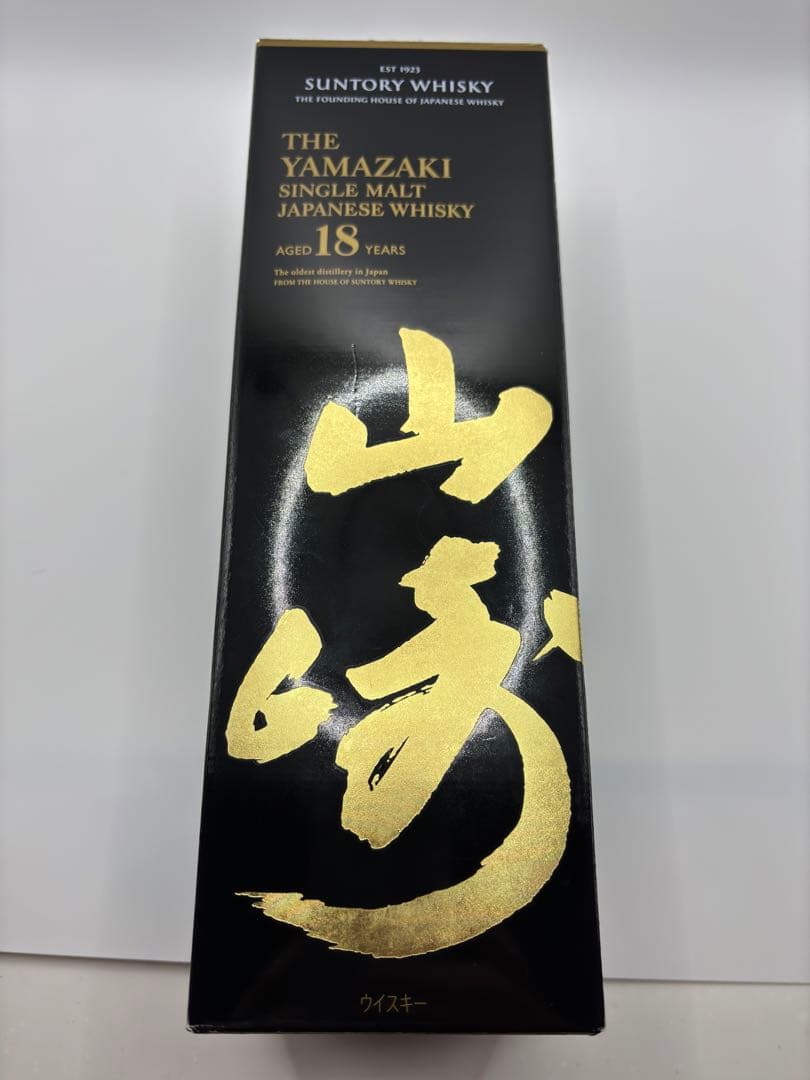 EST 1923
SUNTORY WHISKY
THE FOUNDING HOUSE OF JAPANESE WHISKY
THE
YAMAZAKI
SINGLE MALT
JAPANESE WHISKY
AGED 18 YEARS
The oldest distillery in Japan
FROM THE HOUSE OF SUNTORY WHISKY
山
崎
ウイスキー